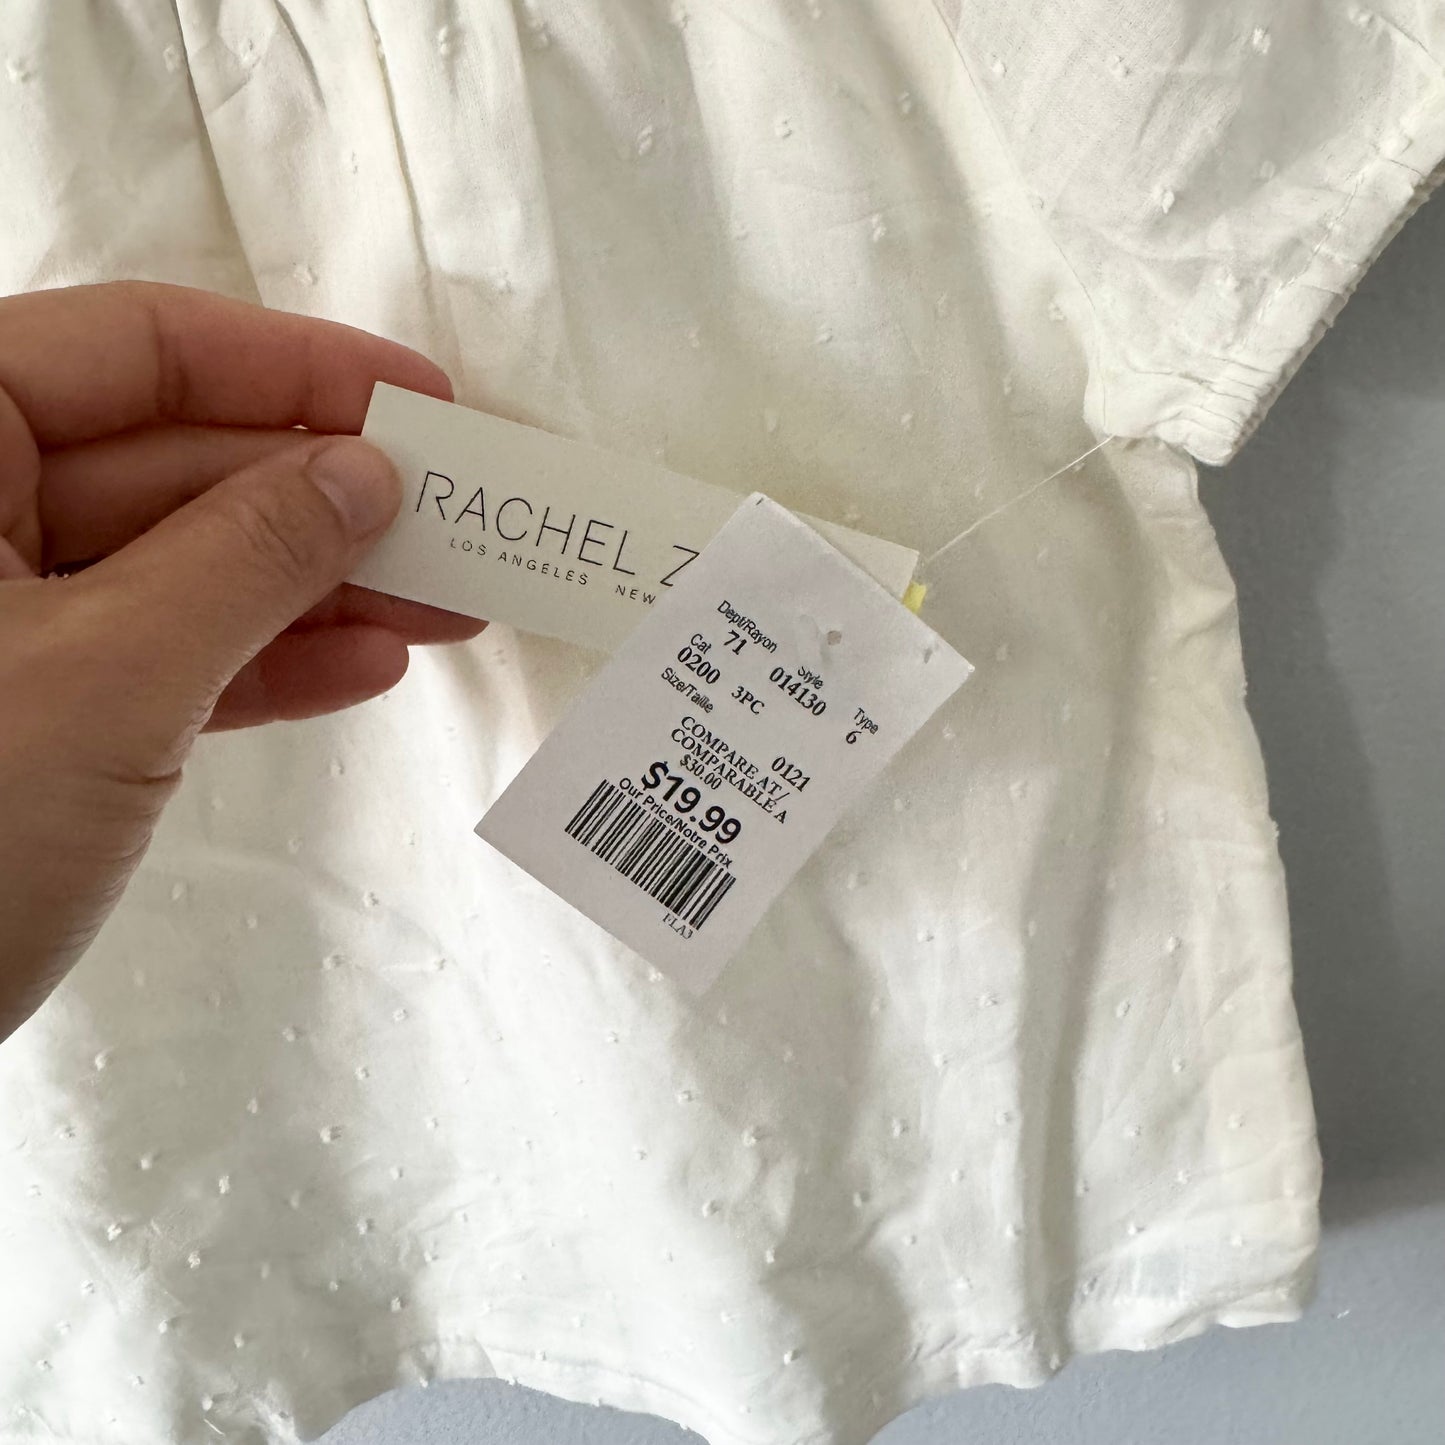 RACHEL Z
LOS ANGELES NEW
Dept/Rayon
71
Style
014130
Type
6
Cat
0200
3PC
Size/Taille
0121
COMPARE AT/
COMPARABLE A
$30.00
$19.99
Our Price/Notre Prix
FLA3